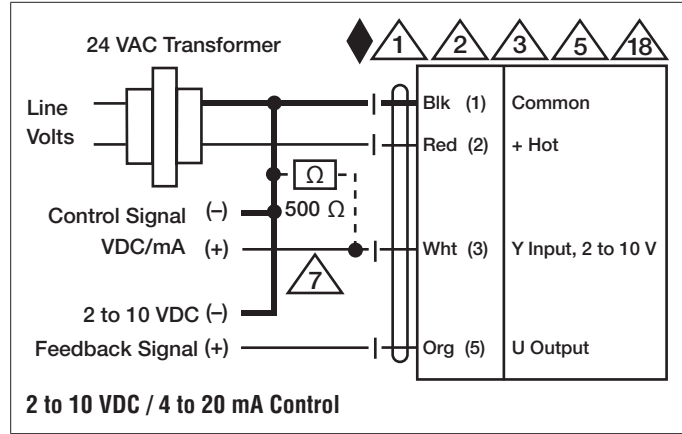 24 VAC Transformer
1 2 3 5 18
Line
Volts
Blk (1) Common
Red (2) + Hot
Ω
500 Ω
Control Signal (–)
VDC/mA (+)
Wht (3) Y Input, 2 to 10 V
7
2 to 10 VDC (–)
Feedback Signal (+)
Org (5) U Output
2 to 10 VDC / 4 to 20 mA Control